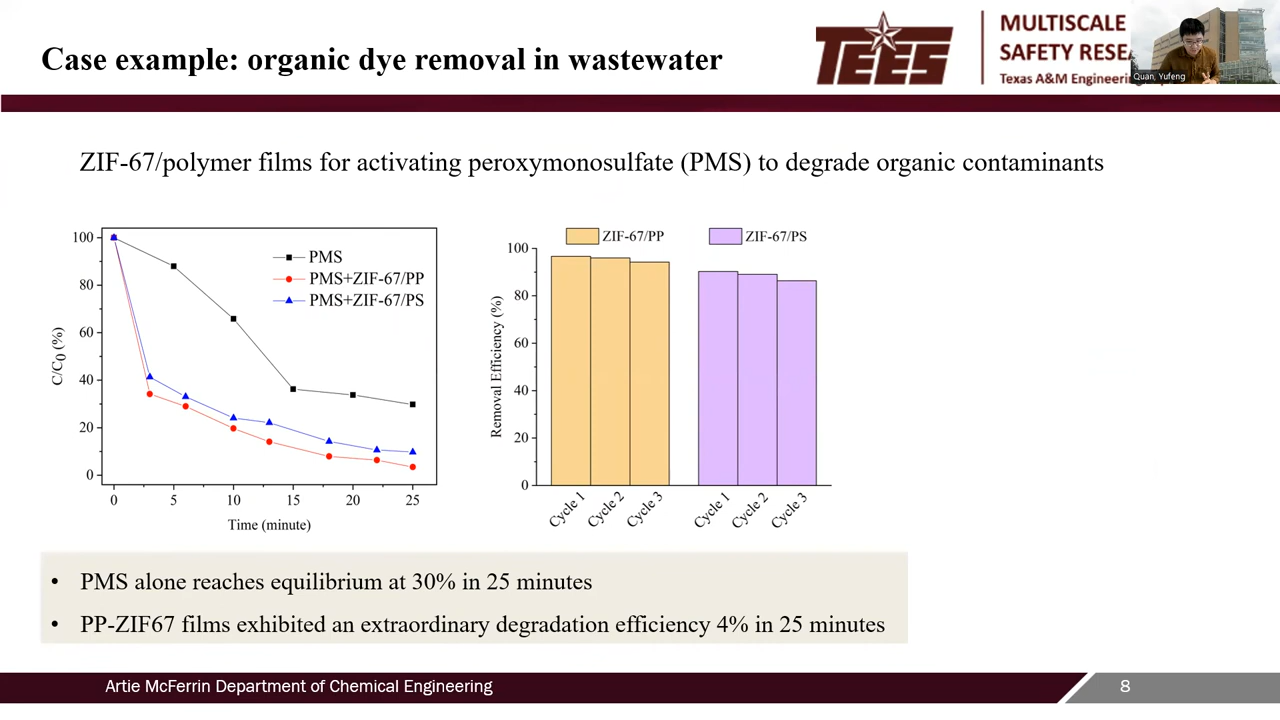 Case example: organic dye removal in wastewater
TEES
MULTISCALE
SAFETY RESE
Texas A&M Engineerin
Quan, Yufeng
ZIF-67/polymer films for activating peroxymonosulfate (PMS) to degrade organic contaminants
C/C0 (%)
100
80
60
40
20
0
0 5 10 15 20 25
Time (minute)
PMS
PMS+ZIF-67/PP
PMS+ZIF-67/PS
ZIF-67/PP ZIF-67/PS
Removal Efficiency (%)
100
80
60
40
20
0
Cycle 1 Cycle 2 Cycle 3 Cycle 1 Cycle 2 Cycle 3
• PMS alone reaches equilibrium at 30% in 25 minutes
• PP-ZIF67 films exhibited an extraordinary degradation efficiency 4% in 25 minutes
Artie McFerrin Department of Chemical Engineering
8